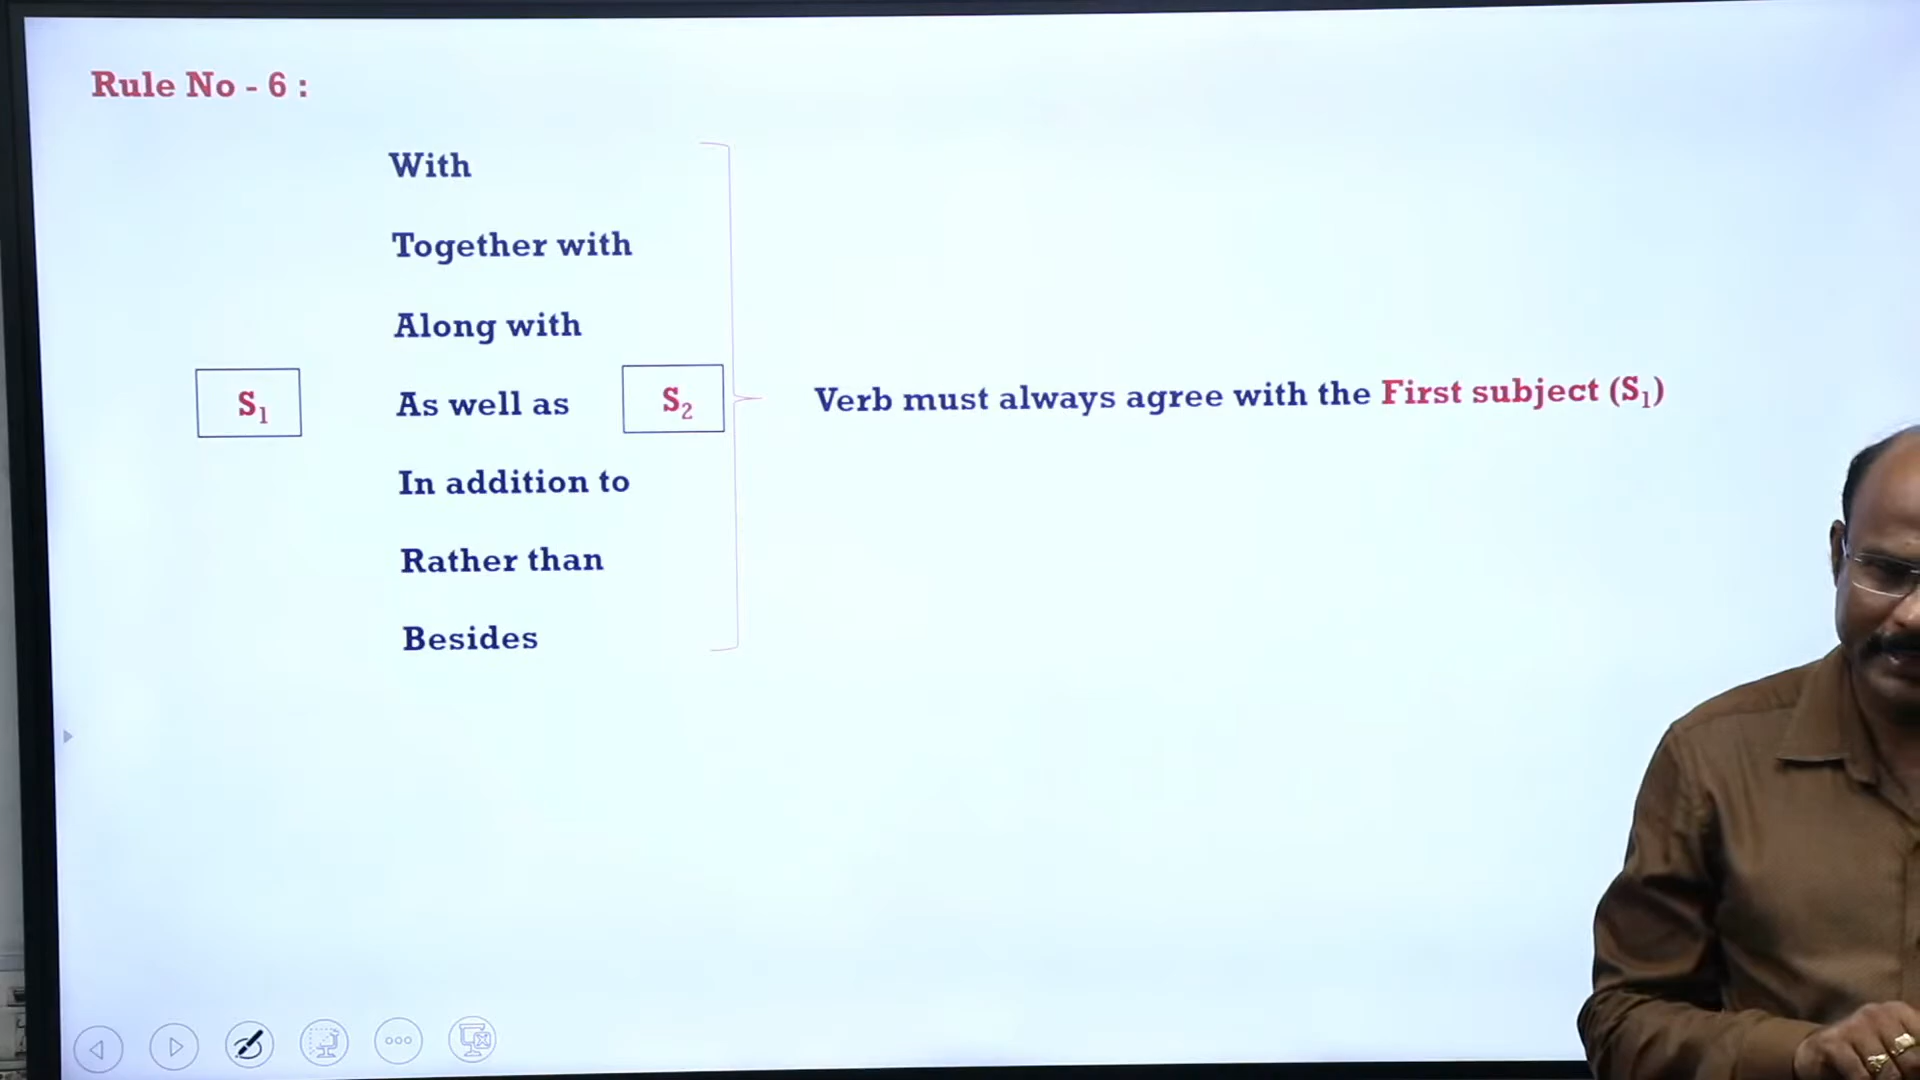 Rule No - 6 :
With
Together with
Along with
S₁ As well as S₂ Verb must always agree with the First subject (S₁)
In addition to
Rather than
Besides